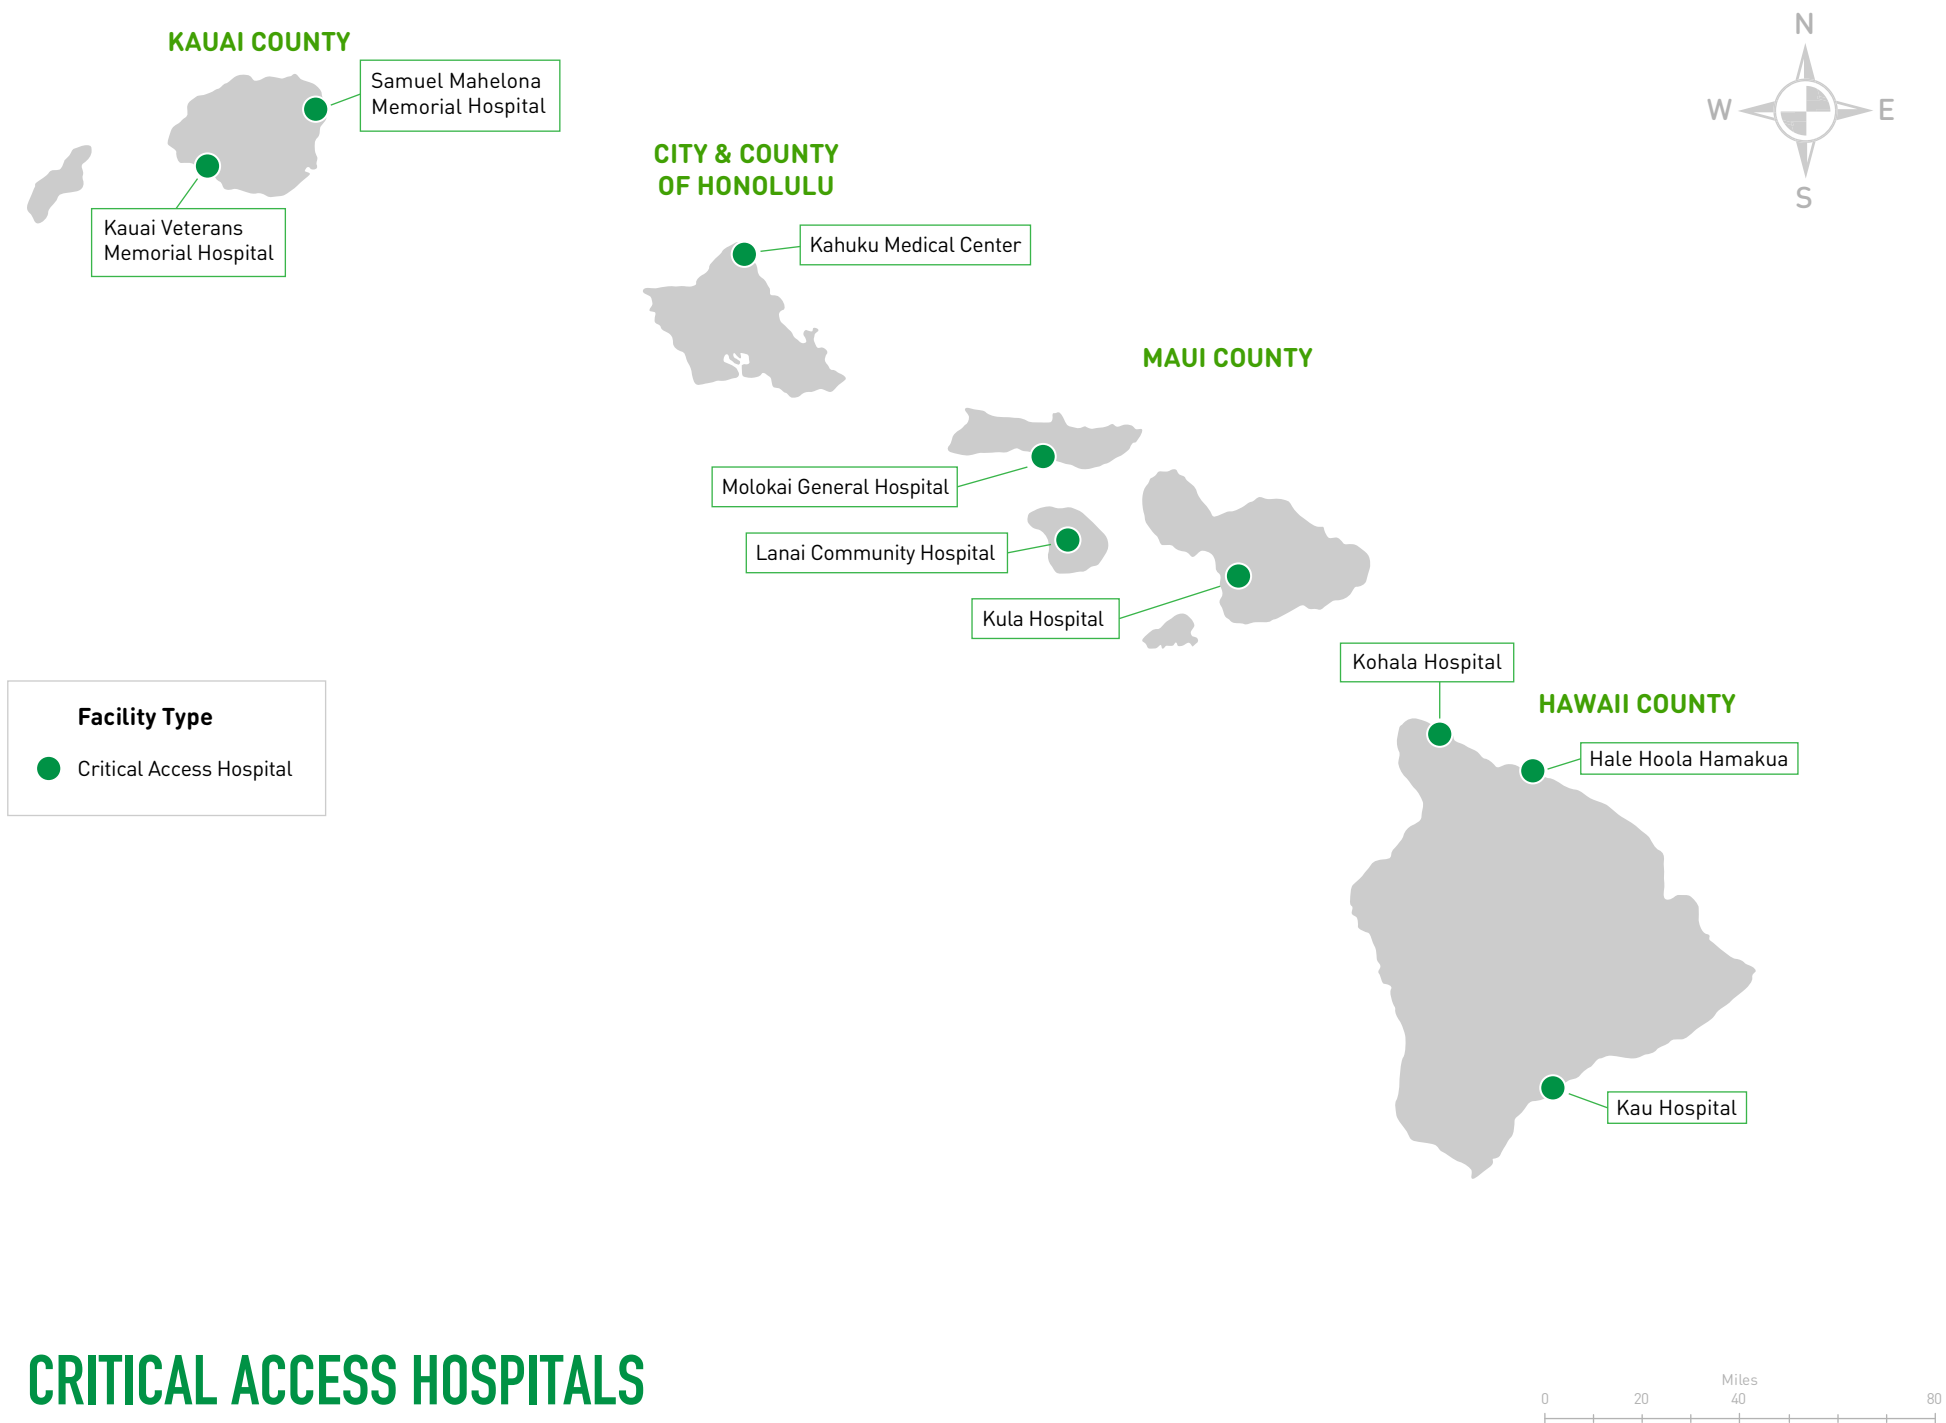 KAUAI COUNTY
Samuel Mahelona
Memorial Hospital
Kauai Veterans
Memorial Hospital
N
W
E
S
CITY & COUNTY
OF HONOLULU
Kahuku Medical Center
MAUI COUNTY
Molokai General Hospital
Lanai Community Hospital
Kula Hospital
Kohala Hospital
HAWAII COUNTY
Hale Hoola Hamakua
Kau Hospital
Facility Type
Critical Access Hospital
CRITICAL ACCESS HOSPITALS
Miles
0 20 40 80